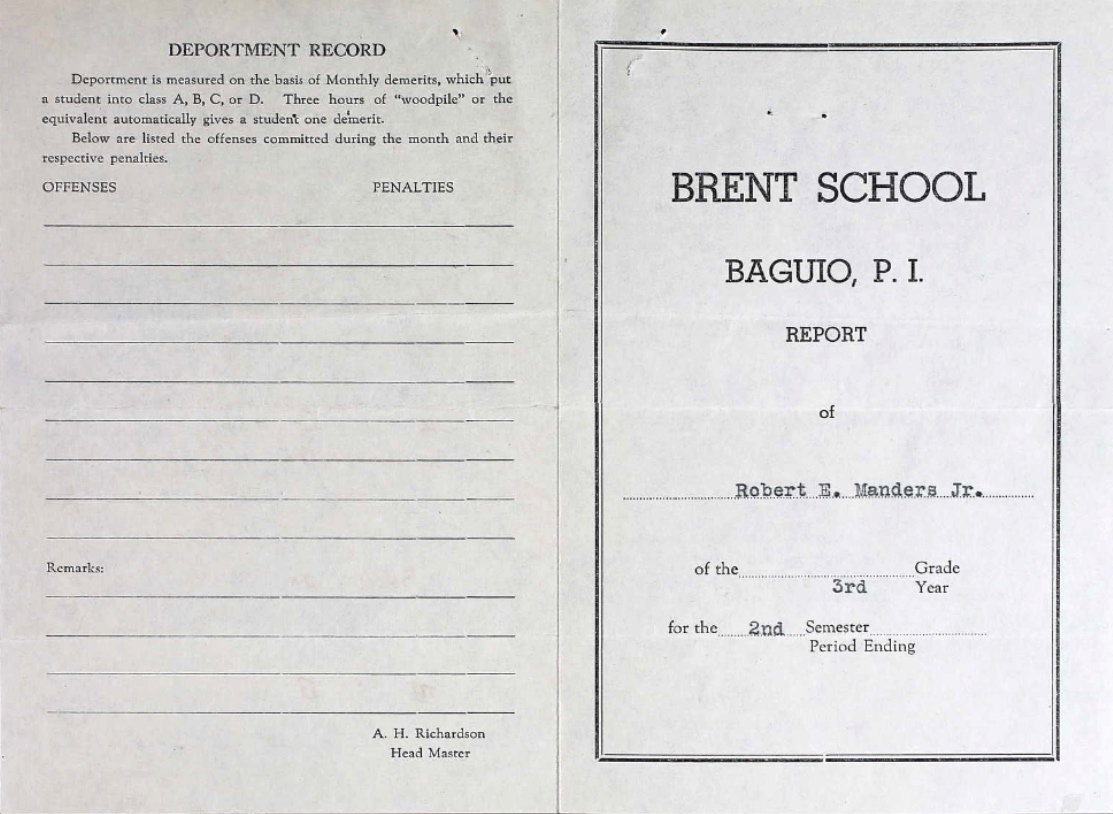 DEPORTMENT RECORD
Deportment is measured on the basis of Monthly demerits, which put
a student into class A, B, C, or D. Three hours of "woodpile" or the
equivalent automatically gives a student one demerit.
Below are listed the offenses committed during the month and their
respective penalties.
OFFENSES PENALTIES
Remarks:
A. H. Richardson
Head Master
BRENT SCHOOL
BAGUIO, P. I.
REPORT
of
Robert E. Manders Jr.
of the Grade
3rd Year
for the 2nd Semester
Period Ending